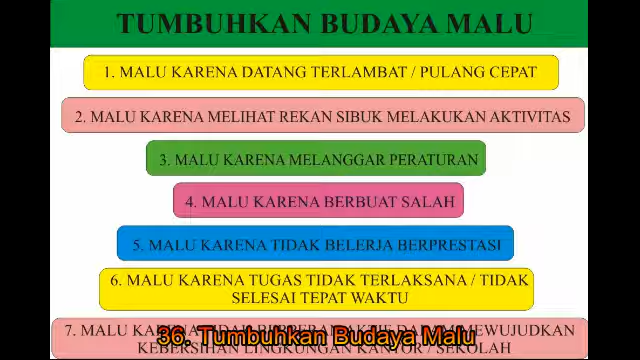 TUMBUHKAN BUDAYA MALU
1. MALU KARENA DATANG TERLAMBAT / PULANG CEPAT
2. MALU KARENA MELIHAT REKAN SIBUK MELAKUKAN AKTIVITAS
3. MALU KARENA MELANGGAR PERATURAN
4. MALU KARENA BERBUAT SALAH
5. MALU KARENA TIDAK BELERJA BERPRESTASI
6. MALU KARENA TUGAS TIDAK TERLAKSANA / TIDAK
SELESAI TEPAT WAKTU
7. MALU MEWUJUDKAN
KEBERSIHAN LINGKUNGAN KANTOR / SEKOLAH
36. Tumbuhkan Budaya Malu